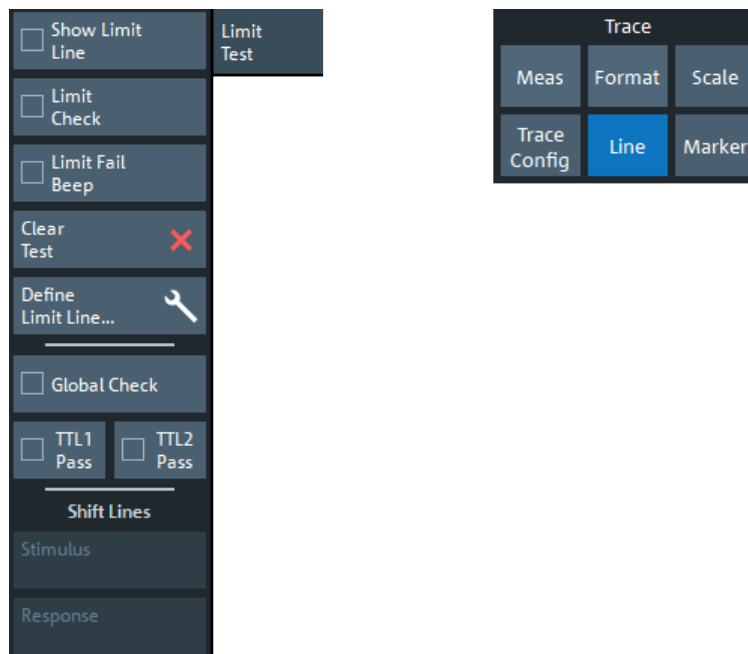 Show Limit
Line
Limit
Check
Limit Fail
Beep
Clear
Test
Define
Limit Line...
Global Check
TTL1
Pass
TTL2
Pass
Shift Lines
Stimulus
Response
Limit
Test
Trace
Meas
Format
Scale
Trace
Config
Line
Marker